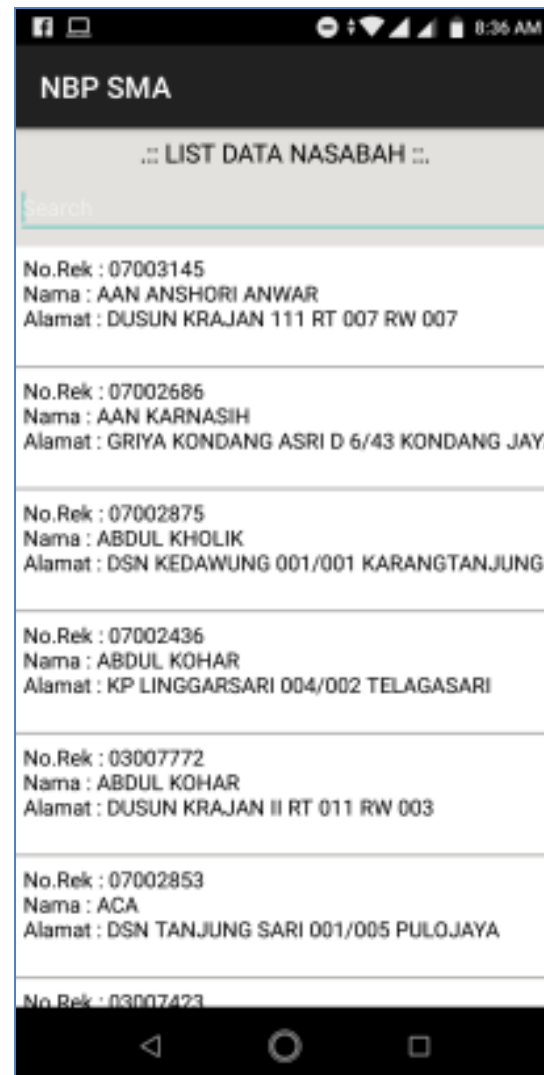 8:36 AM
NBP SMA
.:: LIST DATA NASABAH ::.
Search
No.Rek : 07003145
Nama : AAN ANSHORI ANWAR
Alamat : DUSUN KRAJAN 111 RT 007 RW 007
No.Rek : 07002686
Nama : AAN KARNASIH
Alamat : GRIYA KONDANG ASRI D 6/43 KONDANG JAY
No.Rek : 07002875
Nama : ABDUL KHOLIK
Alamat : DSN KEDAWUNG 001/001 KARANGTANJUNG
No.Rek : 07002436
Nama : ABDUL KOHAR
Alamat : KP LINGGARSARI 004/002 TELAGASARI
No.Rek : 03007772
Nama : ABDUL KOHAR
Alamat : DUSUN KRAJAN II RT 011 RW 003
No.Rek : 07002853
Nama : ACA
Alamat : DSN TANJUNG SARI 001/005 PULOJAYA
No.Rek : 03007423